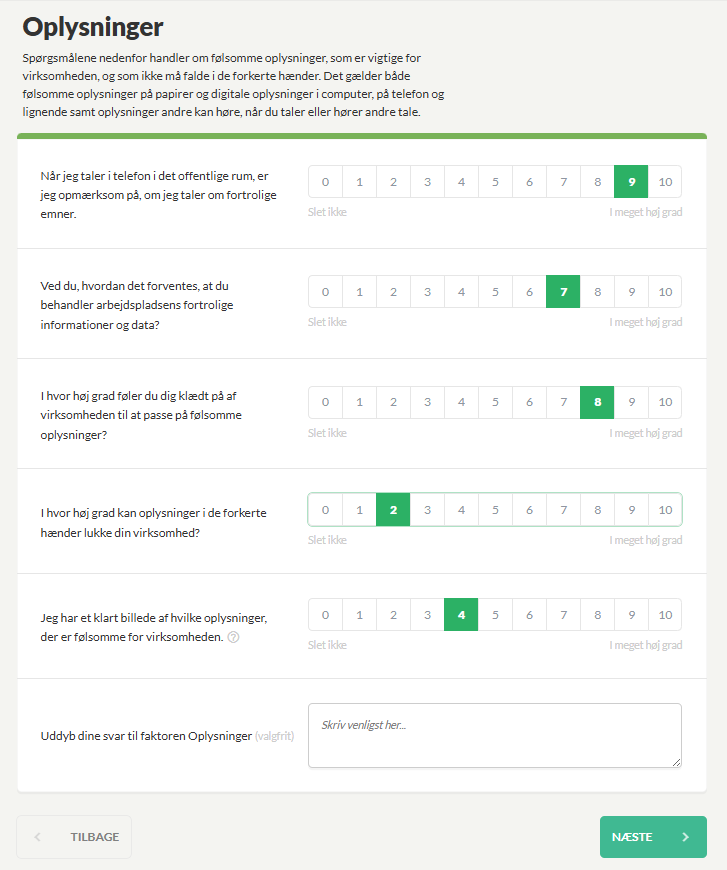 Oplysninger
Spørgsmålene nedenfor handler om følsomme oplysninger, som er vigtige for
virksomheden, og som ikke må falde i de forkerte hænder. Det gælder både
følsomme oplysninger på papirer og digitale oplysninger i computer, på telefon og
lignende samt oplysninger andre kan høre, når du taler eller hører andre tale.
Når jeg taler i telefon i det offentlige rum, er
jeg opmærksom på, om jeg taler om fortrolige
emner.
0 1 2 3 4 5 6 7 8 9 10
Slet ikke I meget høj grad
Ved du, hvordan det forventes, at du
behandler arbejdspladsens fortrolige
informationer og data?
0 1 2 3 4 5 6 7 8 9 10
Slet ikke I meget høj grad
I hvor høj grad føler du dig klædt på af
virksomheden til at passe på følsomme
oplysninger?
0 1 2 3 4 5 6 7 8 9 10
Slet ikke I meget høj grad
I hvor høj grad kan oplysninger i de forkerte
hænder lukke din virksomhed?
0 1 2 3 4 5 6 7 8 9 10
Slet ikke I meget høj grad
Jeg har et klart billede af hvilke oplysninger,
der er følsomme for virksomheden. ?
0 1 2 3 4 5 6 7 8 9 10
Slet ikke I meget høj grad
Uddyb dine svar til faktoren Oplysninger (valgfrit)
Skriv venligst her...
TILBAGE
NÆSTE